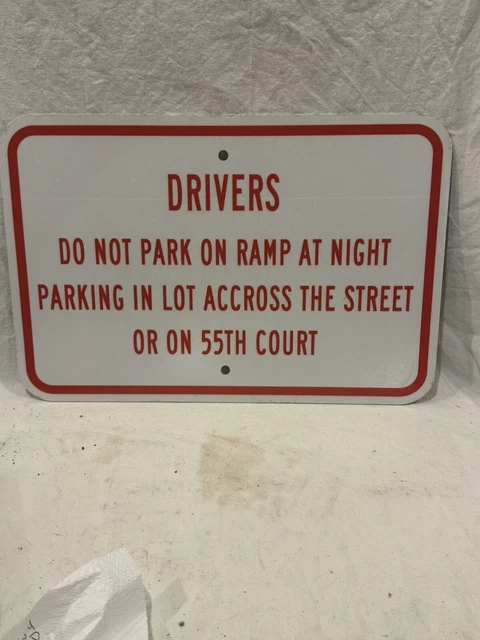 DRIVERS
DO NOT PARK ON RAMP AT NIGHT
PARKING IN LOT ACCROSS THE STREET
OR ON 55TH COURT